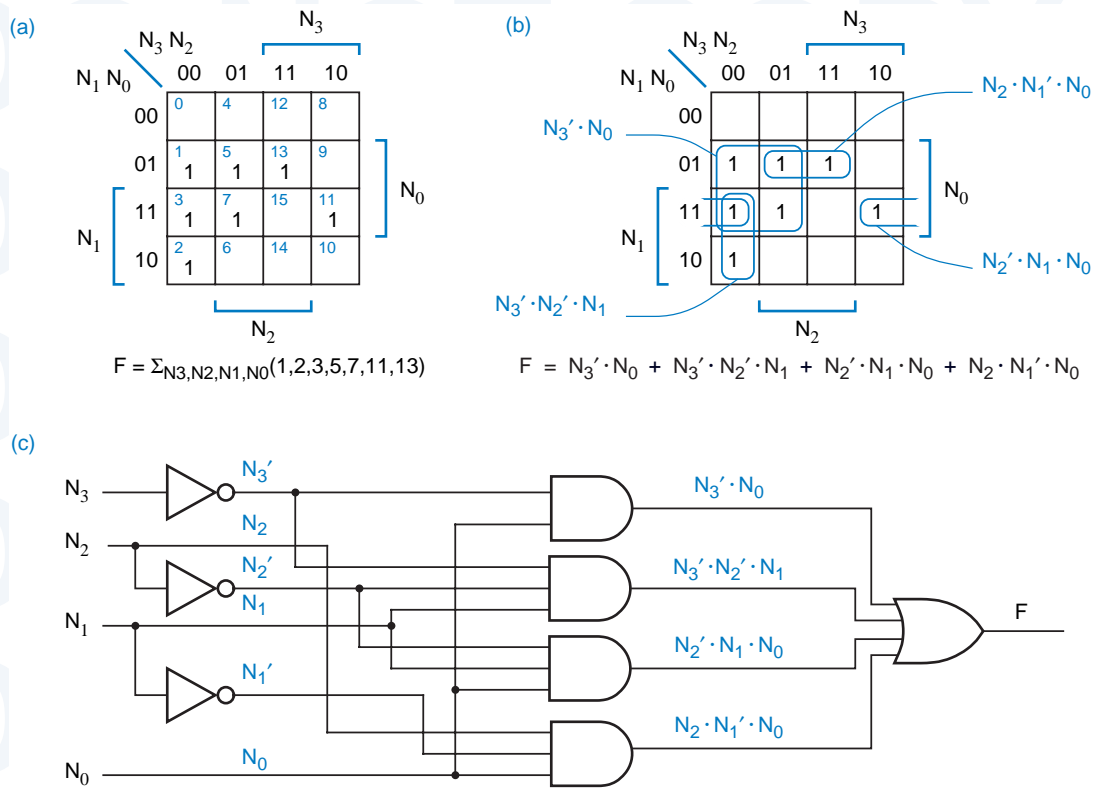 (a)
N₃
N₃ N₂
N₁ N₀
00 01 11 10
00
0 4 12 8
01
1 5 13 9
1 1 1
N₀
11
3 7 15 11
1 1 1
N₁
10
2 6 14 10
1
N₂
F = Σ_{N3,N2,N1,N0}(1,2,3,5,7,11,13)
(b)
N₃
N₃ N₂
N₁ N₀
00 01 11 10
N₂ · N₁′ · N₀
00
N₃′ · N₀
01 1 1 1
N₀
11 1 1 1
N₁
10 1
N₂′ · N₁ · N₀
N₃′ · N₂′ · N₁
N₂
F = N₃′ · N₀ + N₃′ · N₂′ · N₁ + N₂′ · N₁ · N₀ + N₂ · N₁′ · N₀
(c)
N₃
N₃′
N₃′ · N₀
N₂
N₂
N₂′
N₃′ · N₂′ · N₁
N₁
N₁
F
N₂′ · N₁ · N₀
N₁′
N₂ · N₁′ · N₀
N₀
N₀